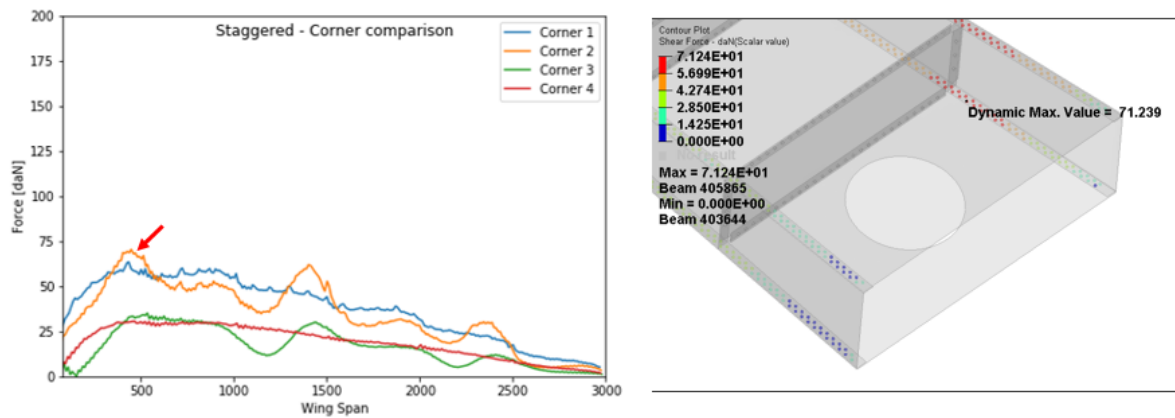 Staggered - Corner comparison
Corner 1
Corner 2
Corner 3
Corner 4
200
175
150
125
100
75
50
25
0
Force [daN]
500
1000
1500
2000
2500
3000
Wing Span
Contour Plot
Shear Force - daN(Scalar value)
7.124E+01
5.699E+01
4.274E+01
2.850E+01
1.425E+01
0.000E+00
No result
Max = 7.124E+01
Beam 405865
Min = 0.000E+00
Beam 403644
Dynamic Max. Value = 71.239